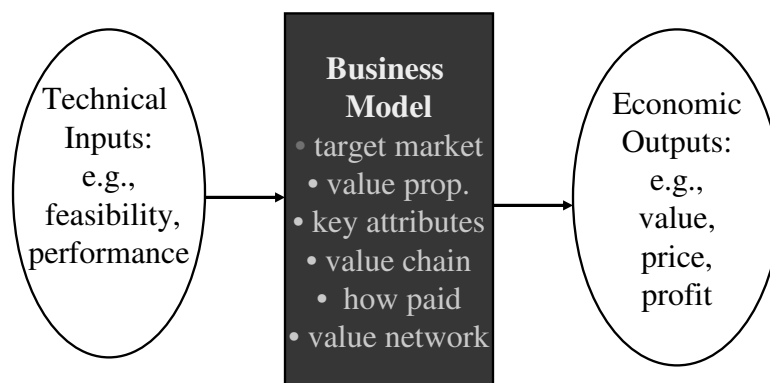 Technical
Inputs:
e.g.,
feasibility,
performance
Business
Model
• target market
• value prop.
• key attributes
• value chain
• how paid
• value network
Economic
Outputs:
e.g.,
value,
price,
profit